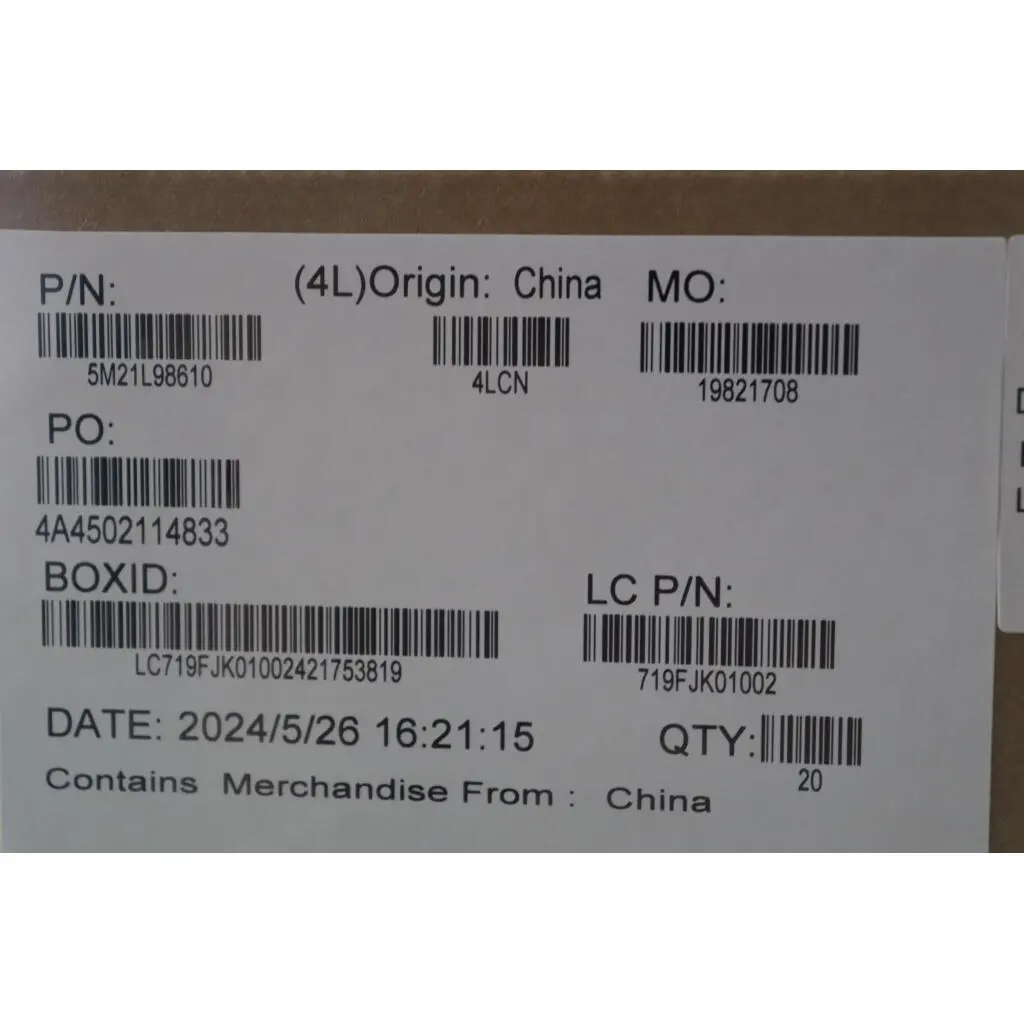 P/N: (4L)Origin: China MO:
5M21L98610 4LCN 19821708
PO:
4A4502114833
BOXID: LC P/N:
LC719FJK01002421753819 719FJK01002
DATE: 2024/5/26 16:21:15 QTY:
20
Contains Merchandise From : China